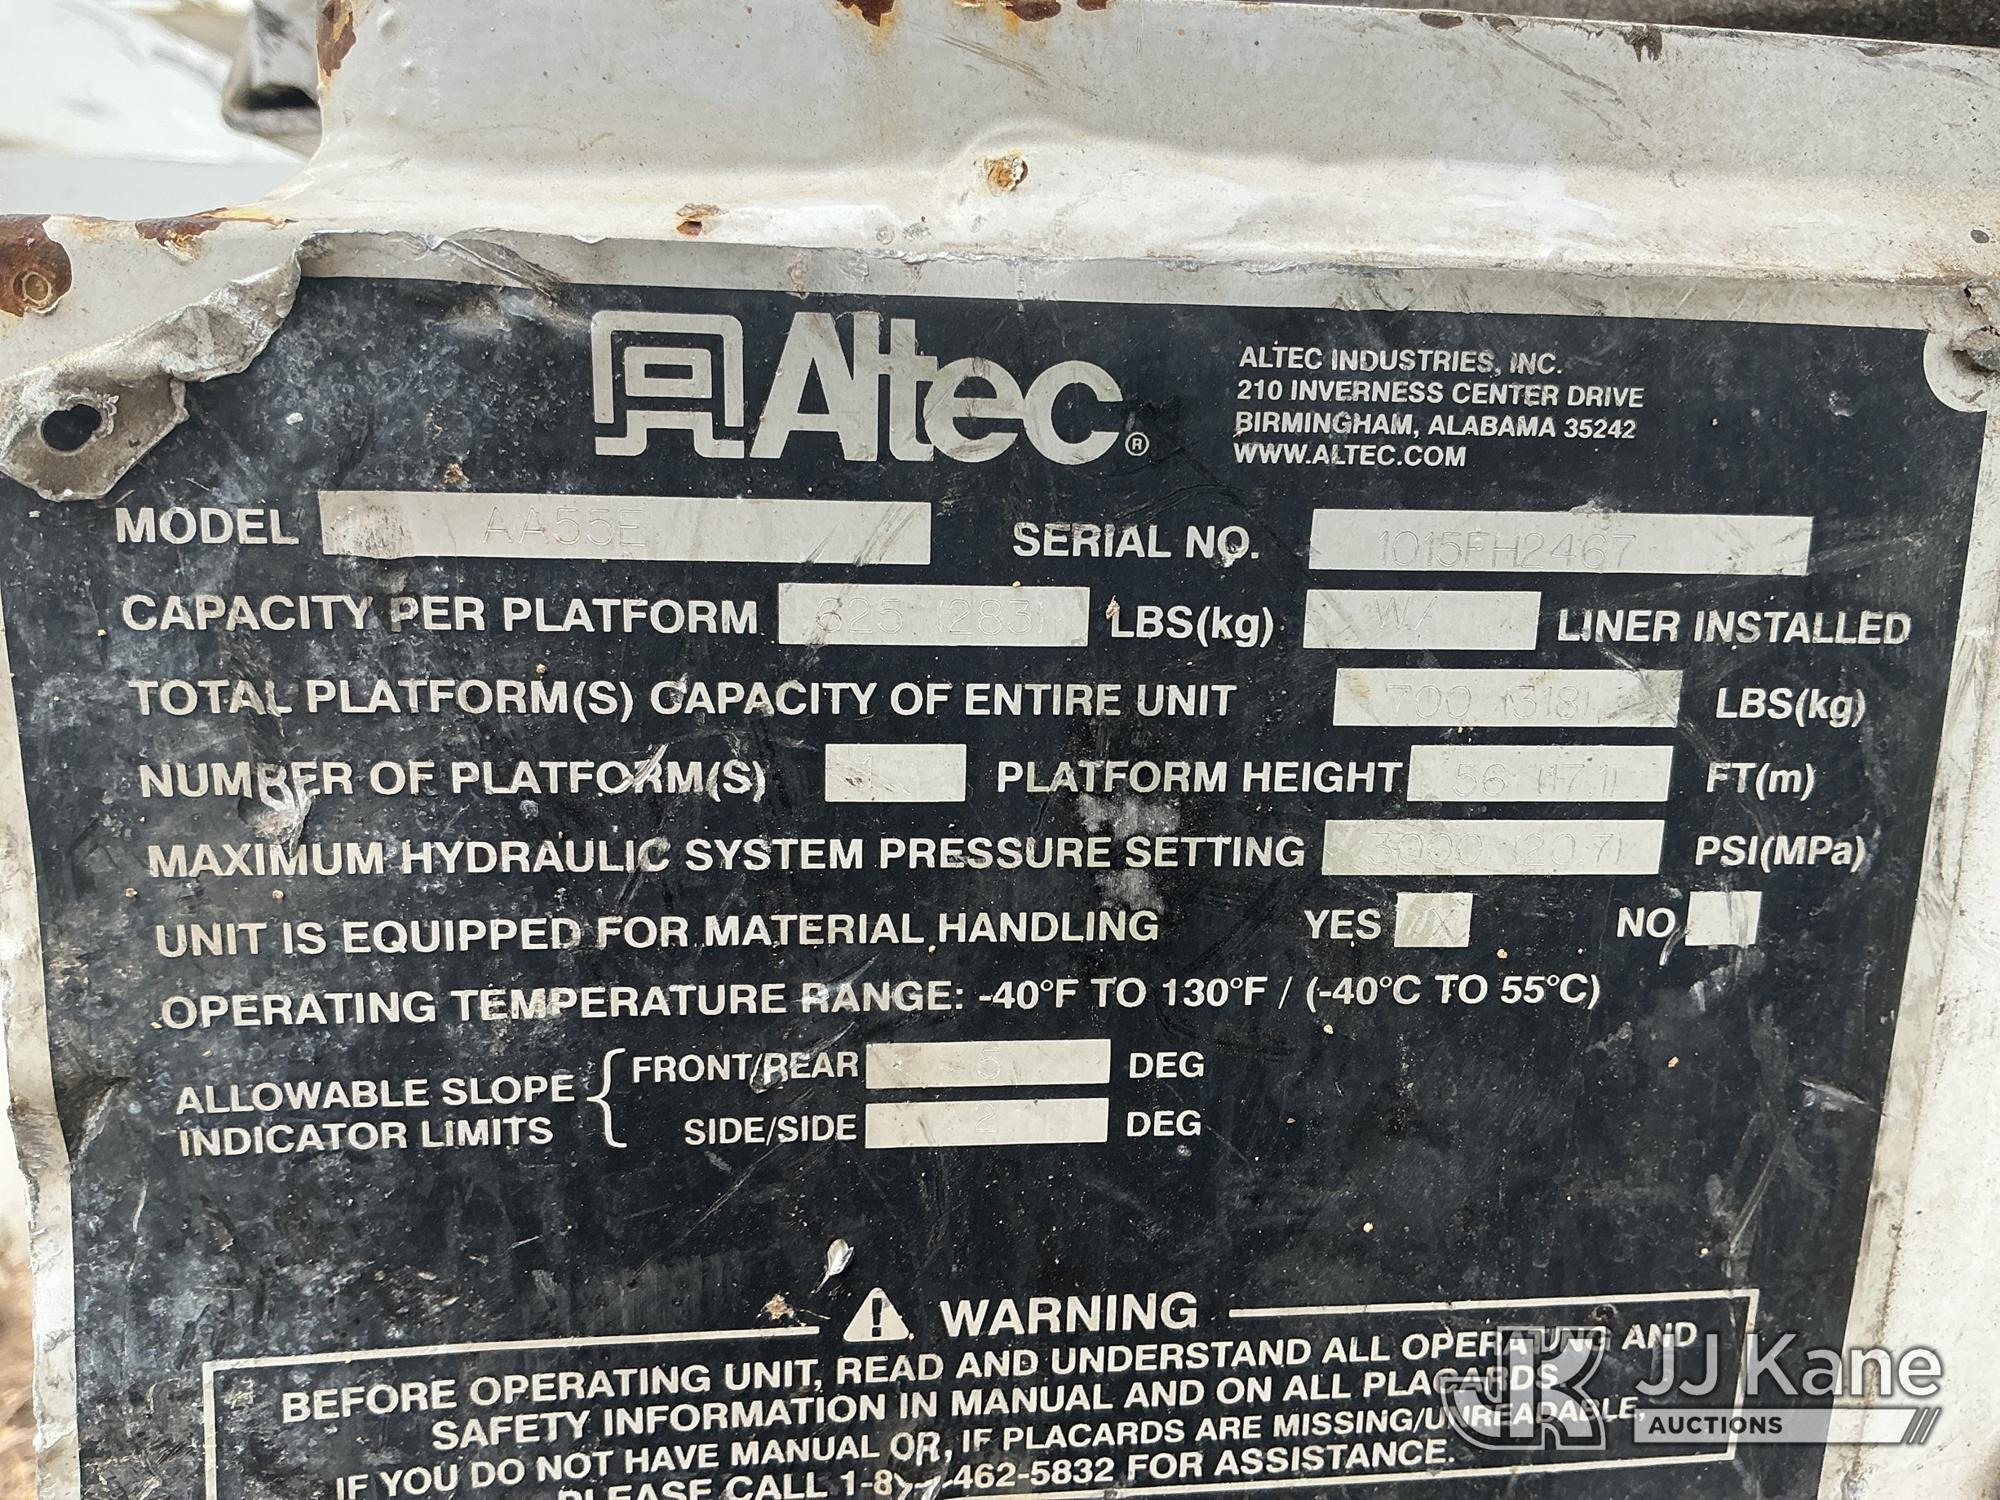 Altec®
ALTEC INDUSTRIES, INC.
210 INVERNESS CENTER DRIVE
BIRMINGHAM, ALABAMA 35242
WWW.ALTEC.COM
MODEL AA55E SERIAL NO. 1015FH2467
CAPACITY PER PLATFORM 625 (283) LBS(kg) W/ LINER INSTALLED
TOTAL PLATFORM(S) CAPACITY OF ENTIRE UNIT 700 (318) LBS(kg)
NUMBER OF PLATFORM(S) 1 PLATFORM HEIGHT 56 (17.1) FT(m)
MAXIMUM HYDRAULIC SYSTEM PRESSURE SETTING 3000 (20.7) PSI(MPa)
UNIT IS EQUIPPED FOR MATERIAL HANDLING YES X NO
OPERATING TEMPERATURE RANGE: -40°F TO 130°F / (-40°C TO 55°C)
ALLOWABLE SLOPE INDICATOR LIMITS { FRONT/REAR 5 DEG
SIDE/SIDE 2 DEG
WARNING
BEFORE OPERATING UNIT, READ AND UNDERSTAND ALL OPERATING AND
SAFETY INFORMATION IN MANUAL AND ON ALL PLACARDS.
IF YOU DO NOT HAVE MANUAL OR, IF PLACARDS ARE MISSING/UNREADABLE,
PLEASE CALL 1-877-462-5832 FOR ASSISTANCE.
JK JJ Kane
AUCTIONS